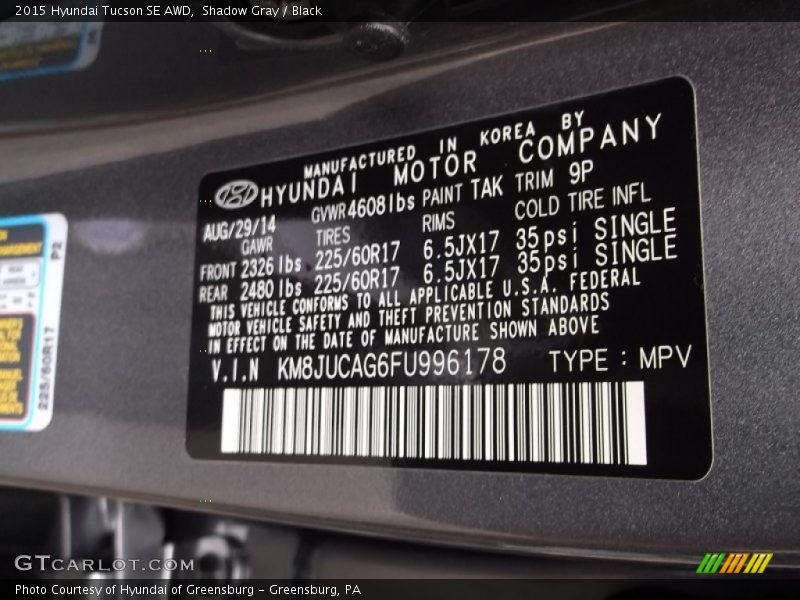 2015 Hyundai Tucson SE AWD,  Shadow Gray / Black
MANUFACTURED IN KOREA BY
HYUNDAI MOTOR COMPANY
AUG/29/14 GVWR 4608lbs PAINT TAK TRIM 9P
GAWR TIRES RIMS COLD TIRE INFL
FRONT 2326 lbs 225/60R17 6.5JX17 35psi SINGLE
REAR 2480 lbs 225/60R17 6.5JX17 35psi SINGLE
THIS VEHICLE CONFORMS TO ALL APPLICABLE U.S.A. FEDERAL
MOTOR VEHICLE SAFETY AND THEFT PREVENTION STANDARDS
IN EFFECT ON THE DATE OF MANUFACTURE SHOWN ABOVE
V.I.N KM8JUCAG6FU996178 TYPE : MPV
P2
225/60R17
GTCARLOT.COM
Photo Courtesy of Hyundai of Greensburg - Greensburg, PA